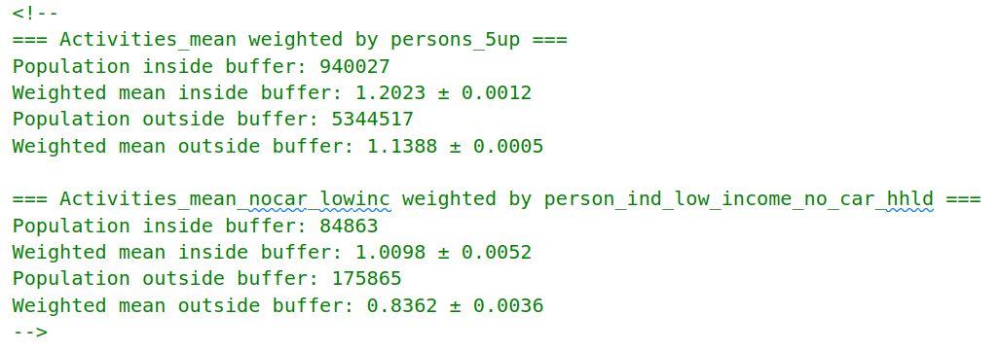 <!--
=== Activities_mean weighted by persons_5up ===
Population inside buffer: 940027
Weighted mean inside buffer: 1.2023 ± 0.0012
Population outside buffer: 5344517
Weighted mean outside buffer: 1.1388 ± 0.0005
=== Activities_mean_nocar_lowinc weighted by person_ind_low_income_no_car_hhld ===
Population inside buffer: 84863
Weighted mean inside buffer: 1.0098 ± 0.0052
Population outside buffer: 175865
Weighted mean outside buffer: 0.8362 ± 0.0036
-->